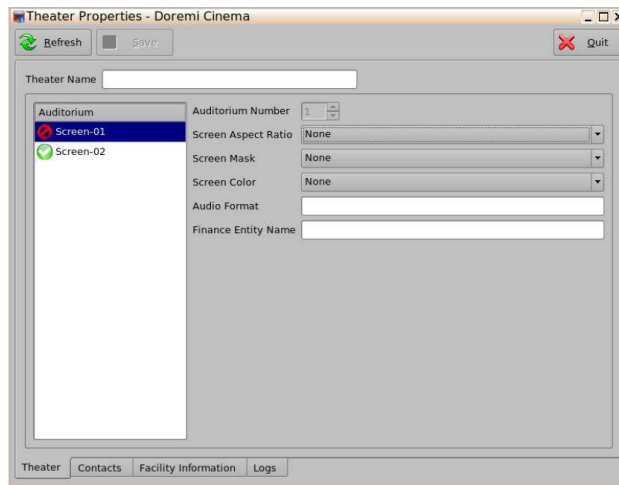 Theater Properties - Doremi Cinema
Refresh Save Quit
Theater Name
Auditorium
Screen-01
Screen-02
Auditorium Number 1
Screen Aspect Ratio None
Screen Mask None
Screen Color None
Audio Format
Finance Entity Name
Theater Contacts Facility Information Logs